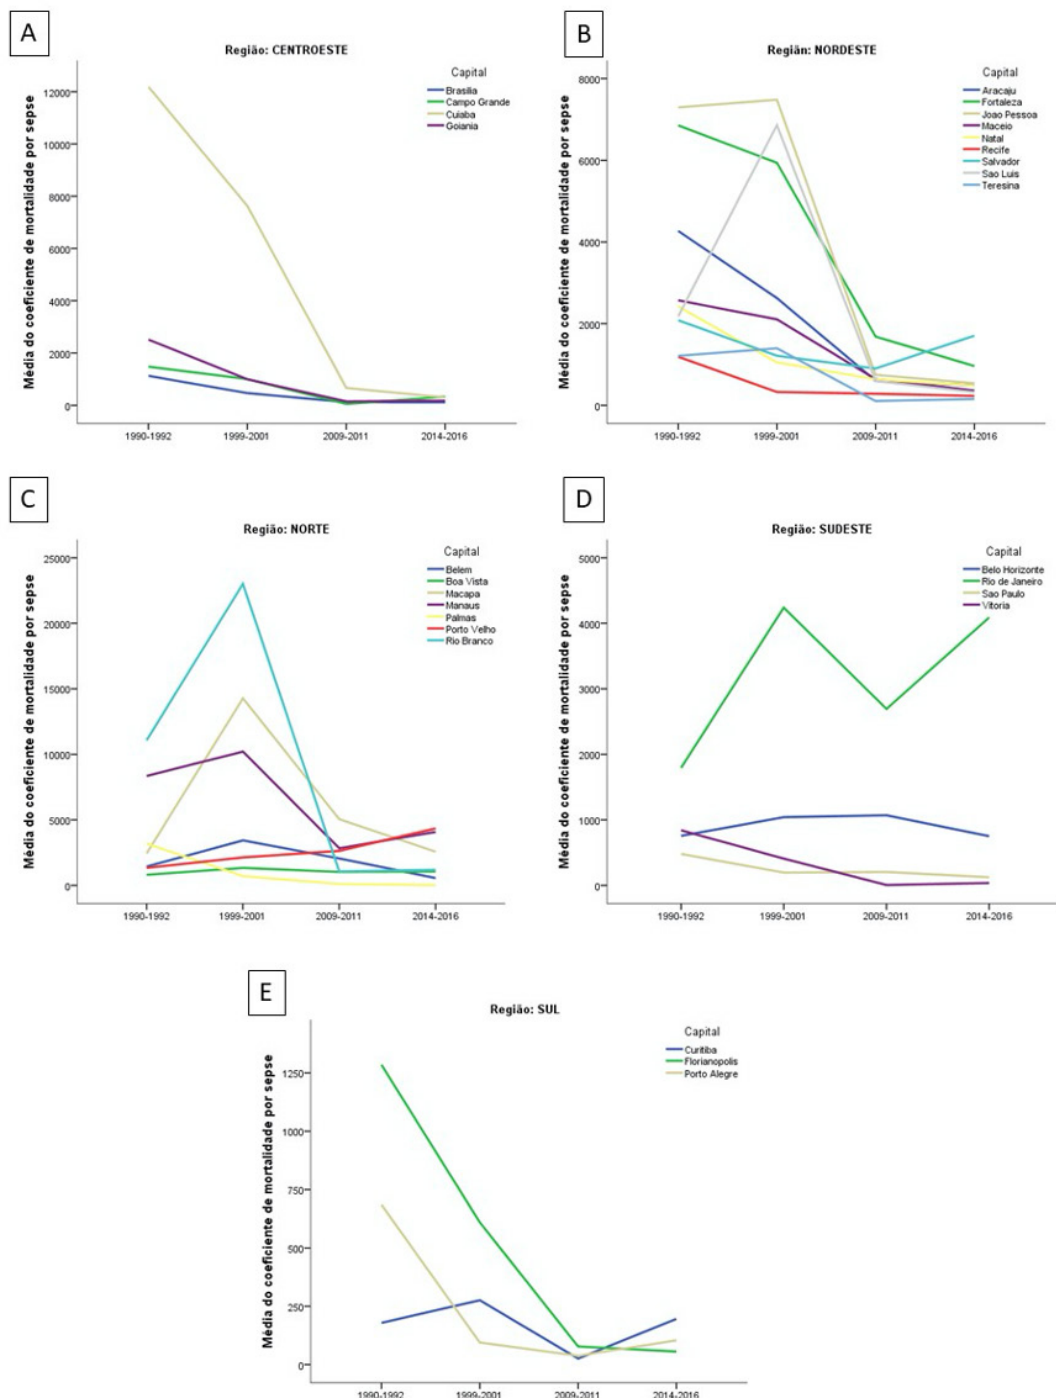 A
Região: CENTROESTE
Média do coeficiente de mortalidade por sepse
12000
10000
8000
6000
4000
2000
0
1990-1992 1999-2001 2009-2011 2014-2016
Capital
Brasilia
Campo Grande
Cuiaba
Goiania
B
Região: NORDESTE
Média do coeficiente de mortalidade por sepse
8000
6000
4000
2000
0
1990-1992 1999-2001 2009-2011 2014-2016
Capital
Aracaju
Fortaleza
Joao Pessoa
Maceio
Natal
Recife
Salvador
Sao Luis
Teresina
C
Região: NORTE
Média do coeficiente de mortalidade por sepse
25000
20000
15000
10000
5000
0
1990-1992 1999-2001 2009-2011 2014-2016
Capital
Belem
Boa Vista
Macapa
Manaus
Palmas
Porto Velho
Rio Branco
D
Região: SUDESTE
Média do coeficiente de mortalidade por sepse
5000
4000
3000
2000
1000
0
1990-1992 1999-2001 2009-2011 2014-2016
Capital
Belo Horizonte
Rio de Janeiro
Sao Paulo
Vitoria
E
Região: SUL
Média do coeficiente de mortalidade por sepse
1250
1000
750
500
250
0
1990-1992 1999-2001 2009-2011 2014-2016
Capital
Curitiba
Florianopolis
Porto Alegre